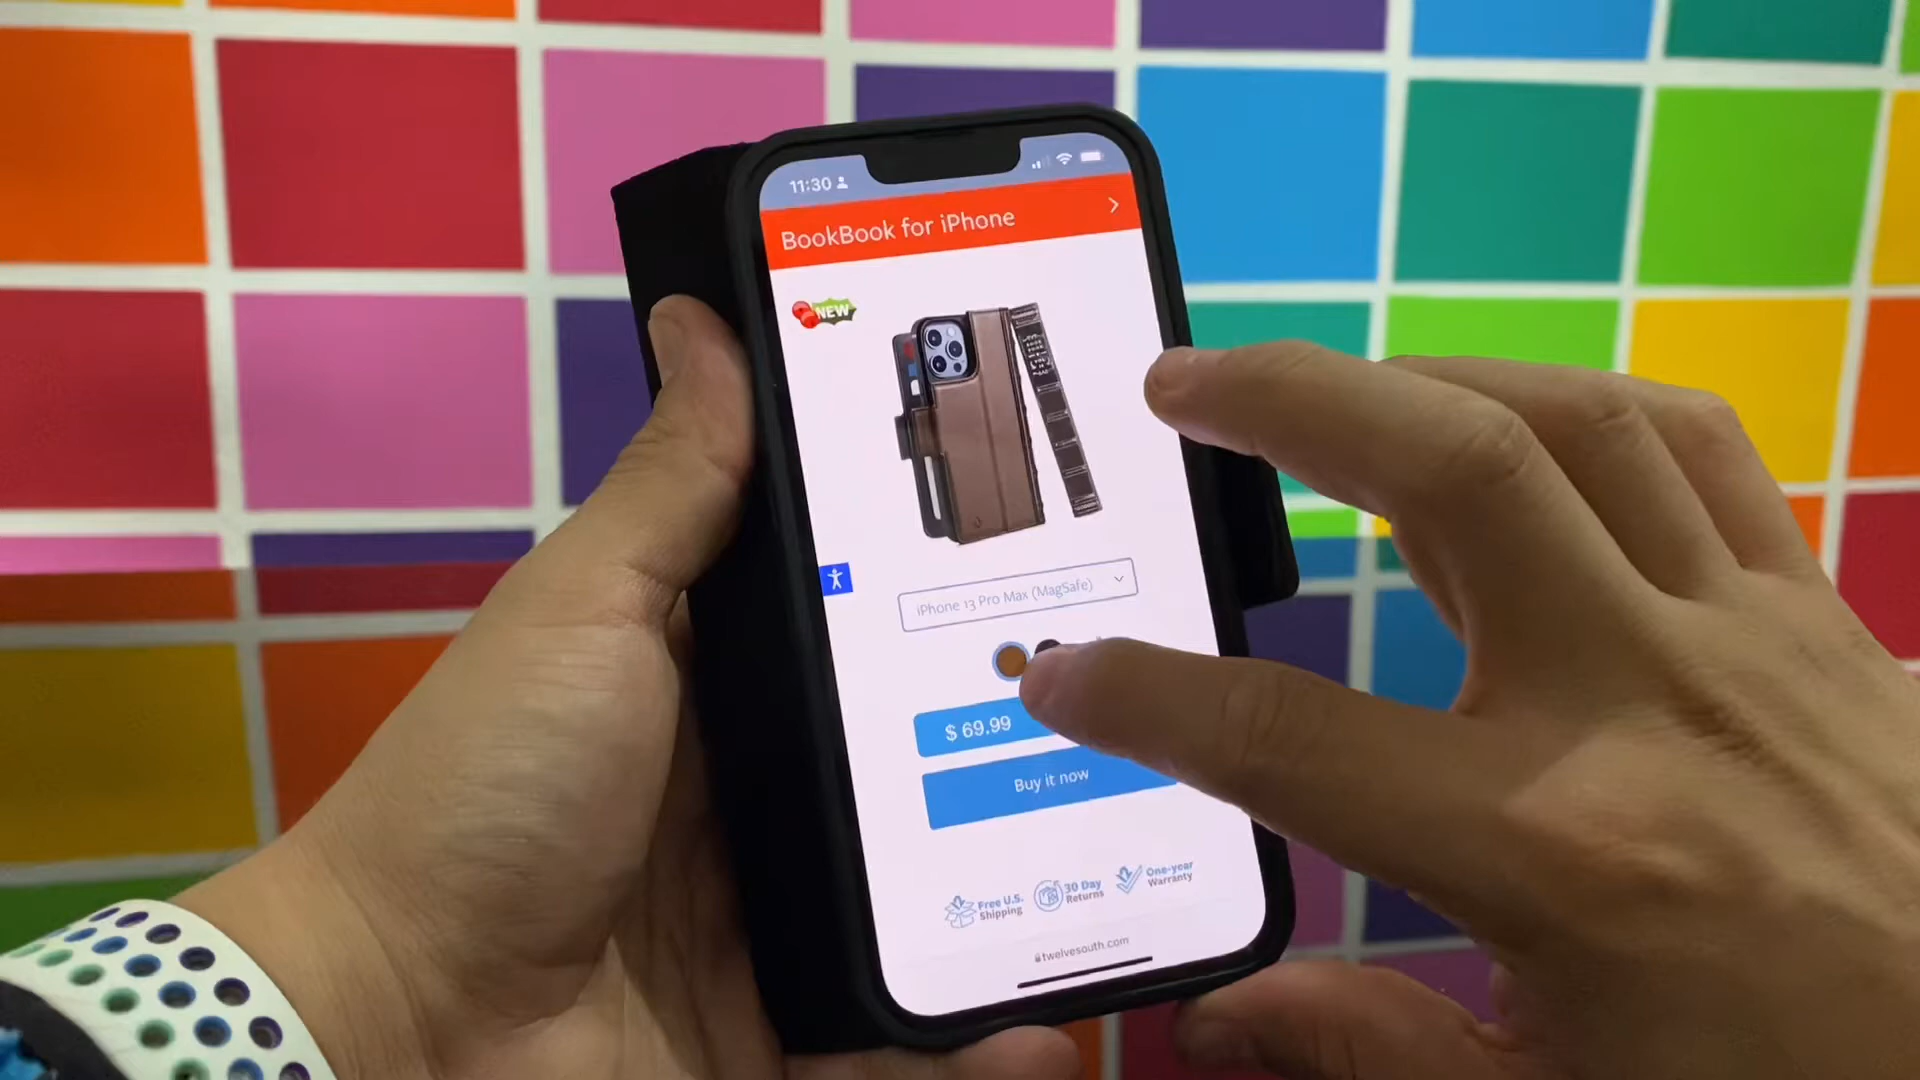 11:30
BookBook for iPhone
NEW
iPhone 13 Pro Max (MagSafe)
$ 69.99
Buy it now
Free U.S.
Shipping
30 Day
Returns
One-year
Warranty
twelvesouth.com